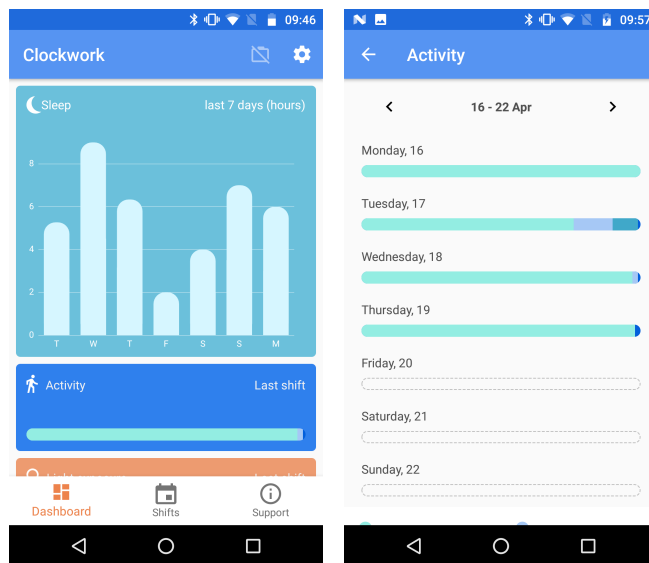 09:46
Clockwork
Sleep last 7 days (hours)
8
6
4
2
0
T W T F S S M
Activity Last shift
Dashboard Shifts Support
09:57
Activity
16 - 22 Apr
Monday, 16
Tuesday, 17
Wednesday, 18
Thursday, 19
Friday, 20
Saturday, 21
Sunday, 22